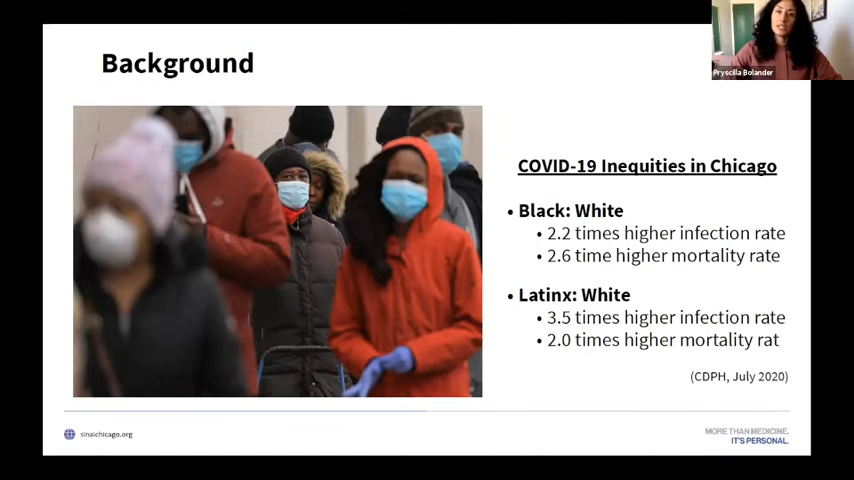 Background
Pryscilla Bolander
COVID-19 Inequities in Chicago
• Black: White
• 2.2 times higher infection rate
• 2.6 time higher mortality rate
• Latinx: White
• 3.5 times higher infection rate
• 2.0 times higher mortality rat
(CDPH, July 2020)
sinaichicago.org
MORE THAN MEDICINE.
IT'S PERSONAL.